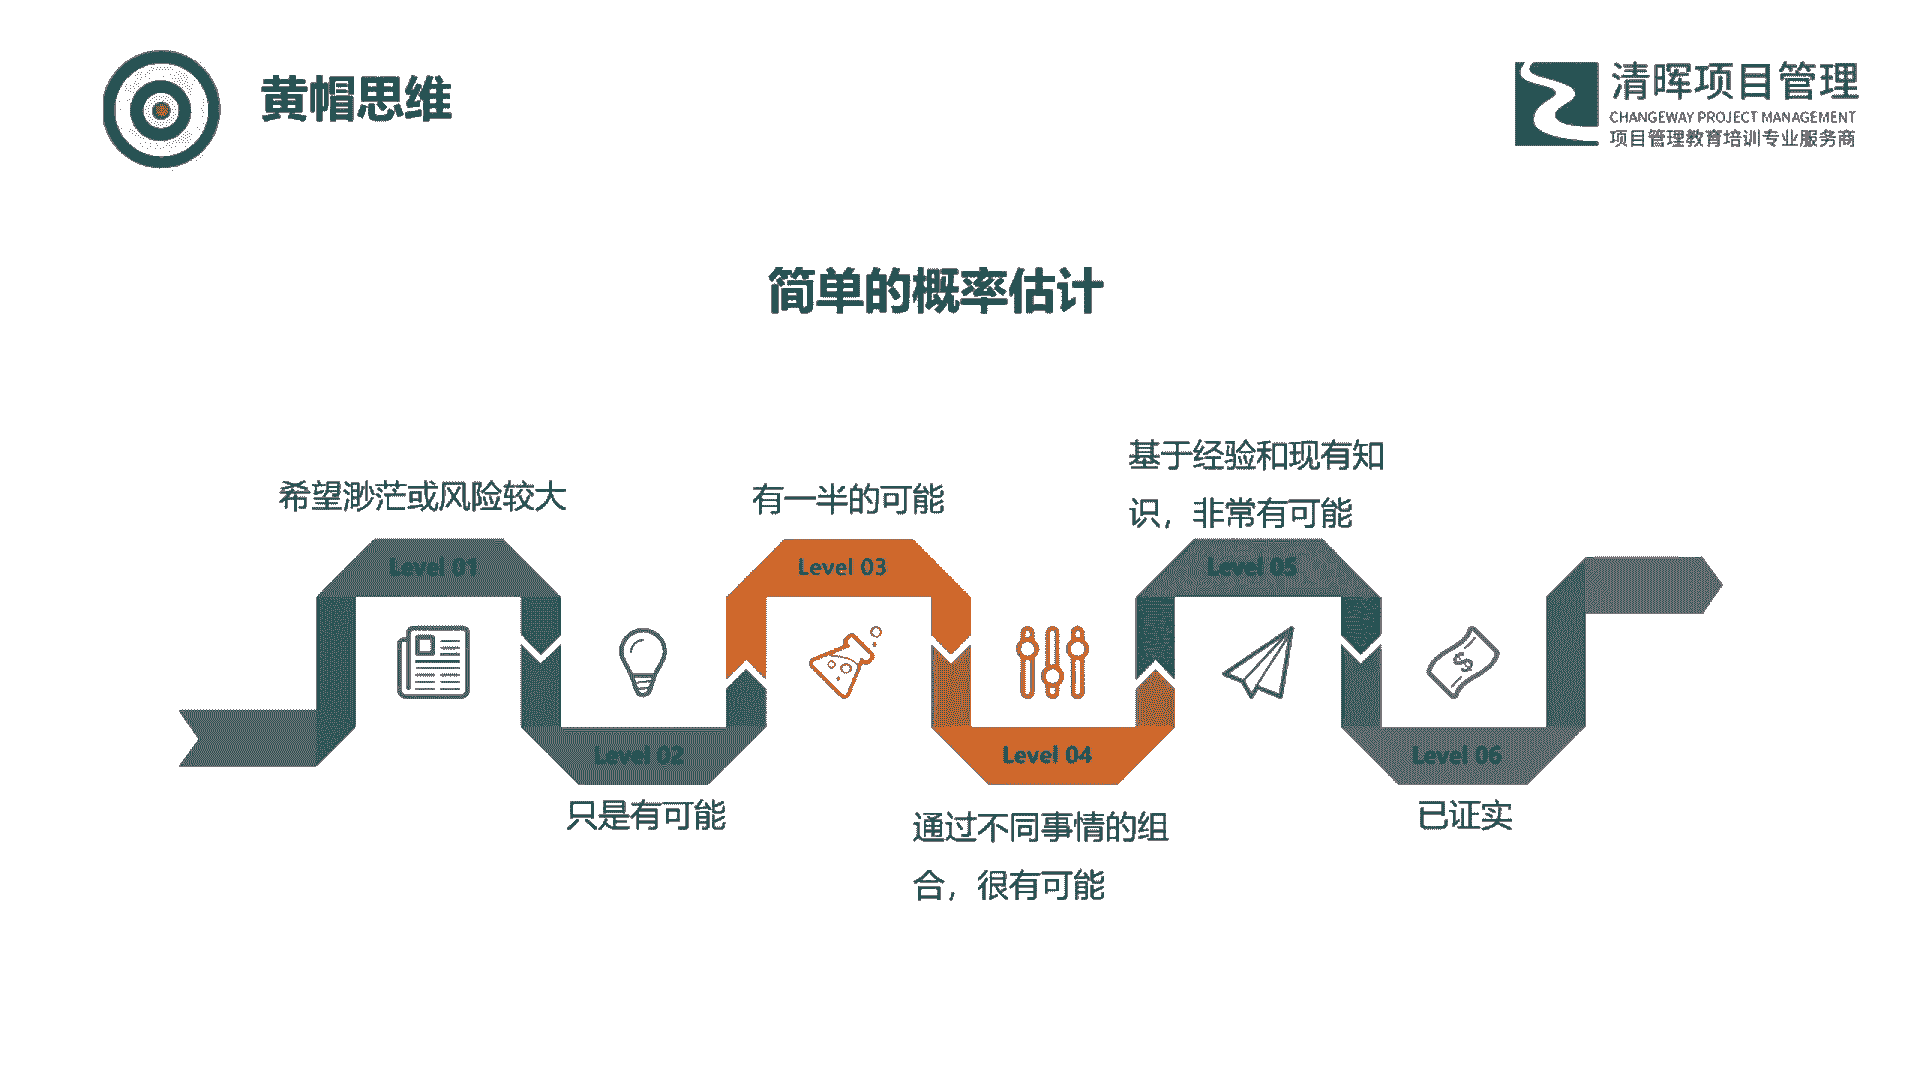 黄帽思维
清晖项目管理
CHANGEWAY PROJECT MANAGEMENT
项目管理教育培训专业服务商
简单的概率估计
希望渺茫或风险较大
有一半的可能
基于经验和现有知
识，非常有可能
Level 01
Level 03
Level 05
$
Level 02
Level 04
Level 06
只是有可能
通过不同事情的组
合，很有可能
已证实